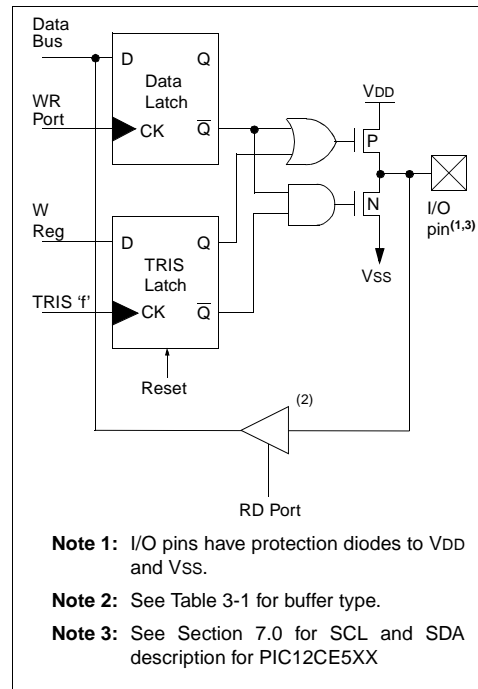 Data
Bus
D
Q
Data
Latch
WR
Port
CK
Q
VDD
P
N
I/O
pin(1,3)
VSS
W
Reg
D
Q
TRIS
Latch
TRIS ‘f’
CK
Q
Reset
(2)
RD Port
Note 1: I/O pins have protection diodes to VDD
and VSS.
Note 2: See Table 3-1 for buffer type.
Note 3: See Section 7.0 for SCL and SDA
description for PIC12CE5XX